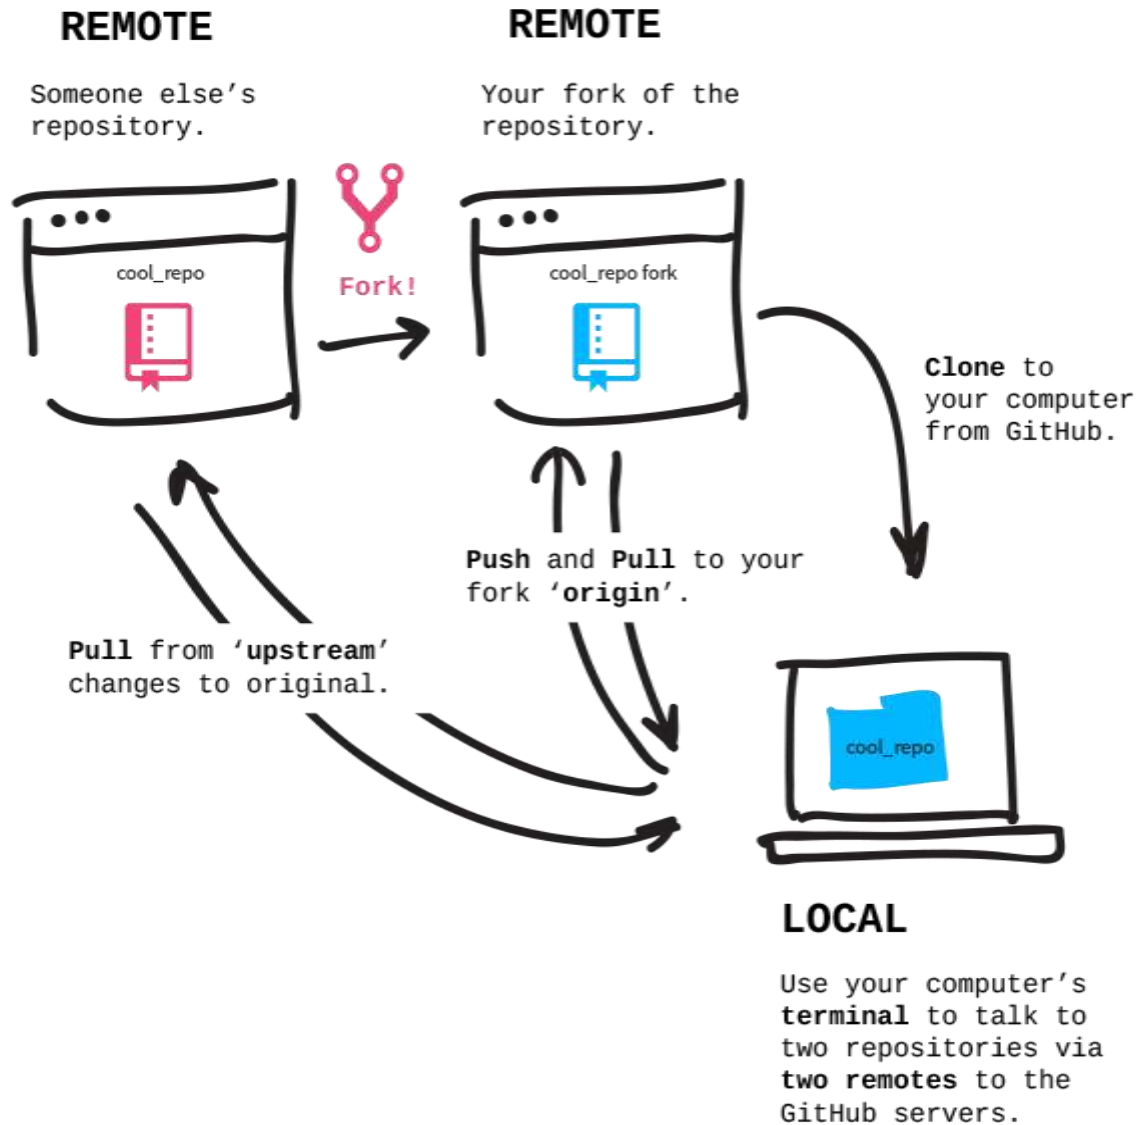 REMOTE
Someone else’s
repository.
cool_repo
Fork!
REMOTE
Your fork of the
repository.
cool_repo fork
Clone to
your computer
from GitHub.
Push and Pull to your
fork ‘origin’.
Pull from ‘upstream’
changes to original.
cool_repo
LOCAL
Use your computer’s
terminal to talk to
two repositories via
two remotes to the
GitHub servers.